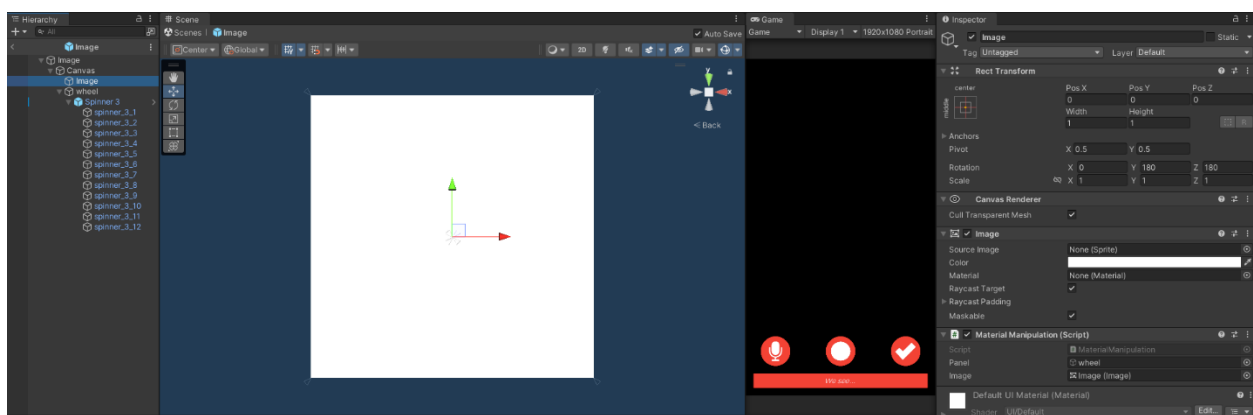 Hierarchy
All
Image
Image
Canvas
Image
wheel
Spinner 3
spinner_3_1
spinner_3_2
spinner_3_3
spinner_3_4
spinner_3_5
spinner_3_6
spinner_3_7
spinner_3_8
spinner_3_9
spinner_3_10
spinner_3_11
spinner_3_12
Scene
Scenes | Image Auto Save
Center Global 2D
y
x
Back
Game
Game Display 1 1920x1080 Portrait
We see...
Inspector
Image Static
Tag Untagged Layer Default
Rect Transform
center Pos X Pos Y Pos Z
middle 0 0 0
Width Height
1 1 R
Anchors
Pivot X 0.5 Y 0.5
Rotation X 0 Y 180 Z 180
Scale X 1 Y 1 Z 1
Canvas Renderer
Cull Transparent Mesh
Image
Source Image None (Sprite)
Color
Material None (Material)
Raycast Target
Raycast Padding
Maskable
# Material Manipulation (Script)
Script MaterialManipulation
Panel wheel
Image Image (Image)
Default UI Material (Material)
Shader UI/Default Edit...